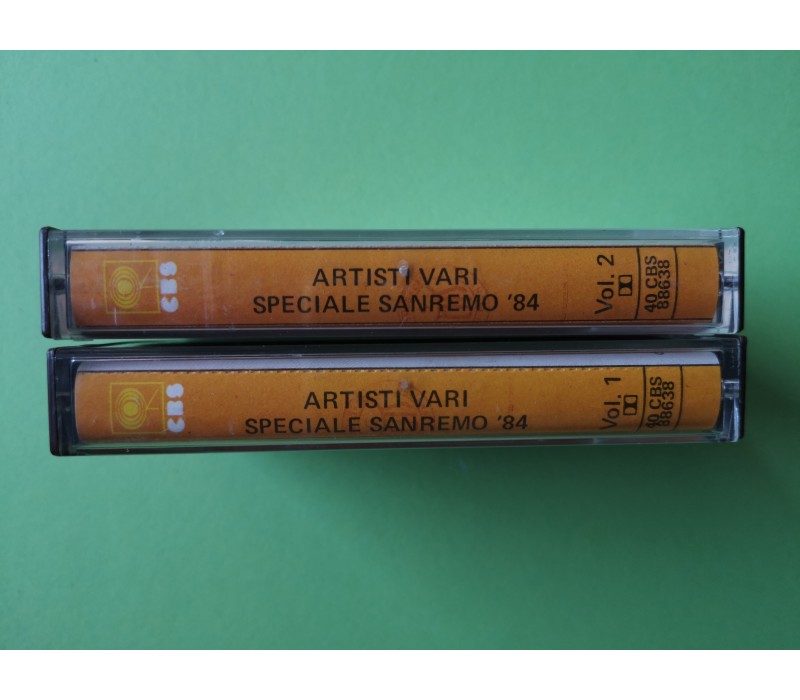 CBS
ARTISTI VARI
SPECIALE SANREMO '84
Vol. 2
40 CBS
88638
CBS
ARTISTI VARI
SPECIALE SANREMO '84
Vol. 1
40 CBS
88638